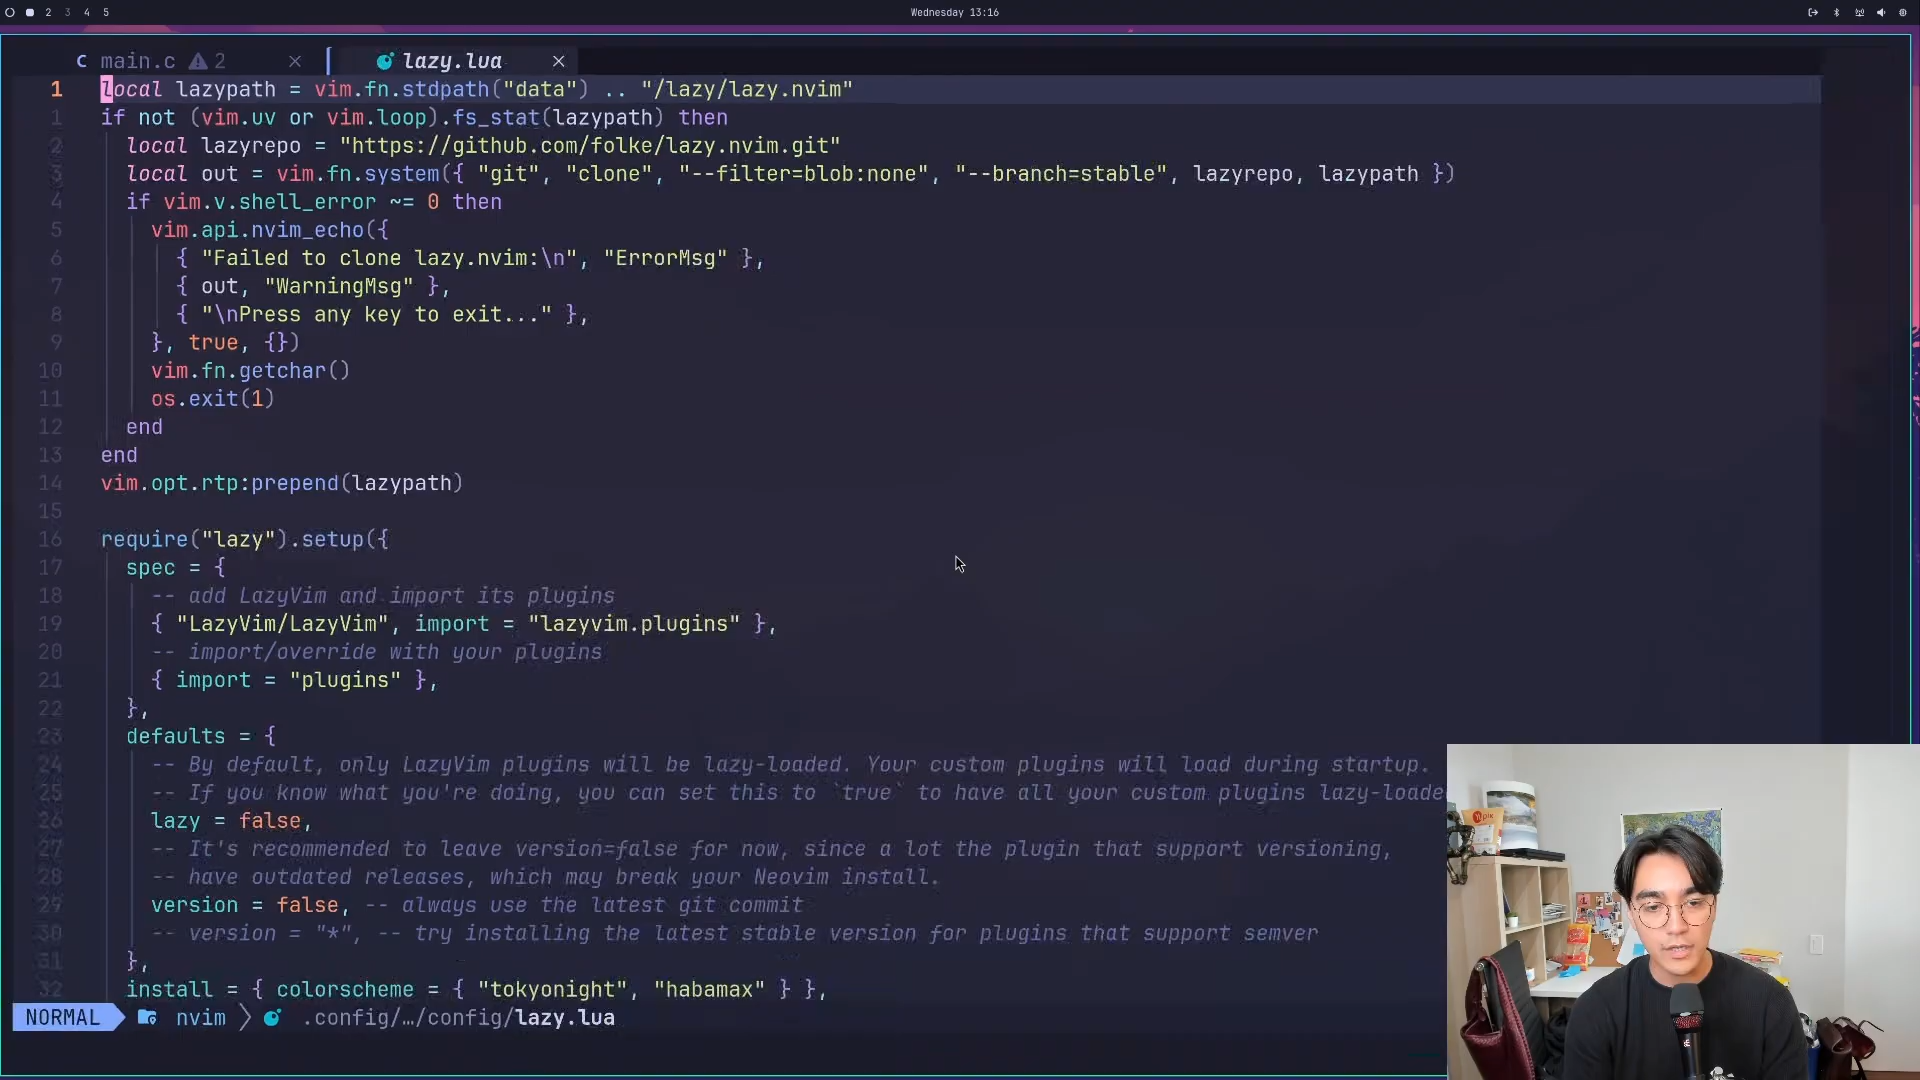 2 3 4 5
Wednesday 13:16
C main.c 2
lazy.lua
1 local lazypath = vim.fn.stdpath("data") .. "/lazy/lazy.nvim"
1 if not (vim.uv or vim.loop).fs_stat(lazypath) then
2 local lazyrepo = "https://github.com/folke/lazy.nvim.git"
3 local out = vim.fn.system({ "git", "clone", "--filter=blob:none", "--branch=stable", lazyrepo, lazypath })
4 if vim.v.shell_error ~= 0 then
5 vim.api.nvim_echo({
6 { "Failed to clone lazy.nvim:\n", "ErrorMsg" },
7 { out, "WarningMsg" },
8 { "\nPress any key to exit..." },
9 }, true, {})
10 vim.fn.getchar()
11 os.exit(1)
12 end
13 end
14 vim.opt.rtp:prepend(lazypath)
15
16 require("lazy").setup({
17 spec = {
18 -- add LazyVim and import its plugins
19 { "LazyVim/LazyVim", import = "lazyvim.plugins" },
20 -- import/override with your plugins
21 { import = "plugins" },
22 },
23 defaults = {
24 -- By default, only LazyVim plugins will be lazy-loaded. Your custom plugins will load during startup.
25 -- If you know what you're doing, you can set this to `true` to have all your custom plugins lazy-loade
26 lazy = false,
27 -- It's recommended to leave version=false for now, since a lot the plugin that support versioning,
28 -- have outdated releases, which may break your Neovim install.
29 version = false, -- always use the latest git commit
30 -- version = "*", -- try installing the latest stable version for plugins that support semver
31 },
32 install = { colorscheme = { "tokyonight", "habamax" } },
NORMAL nvim .config/…/config/lazy.lua